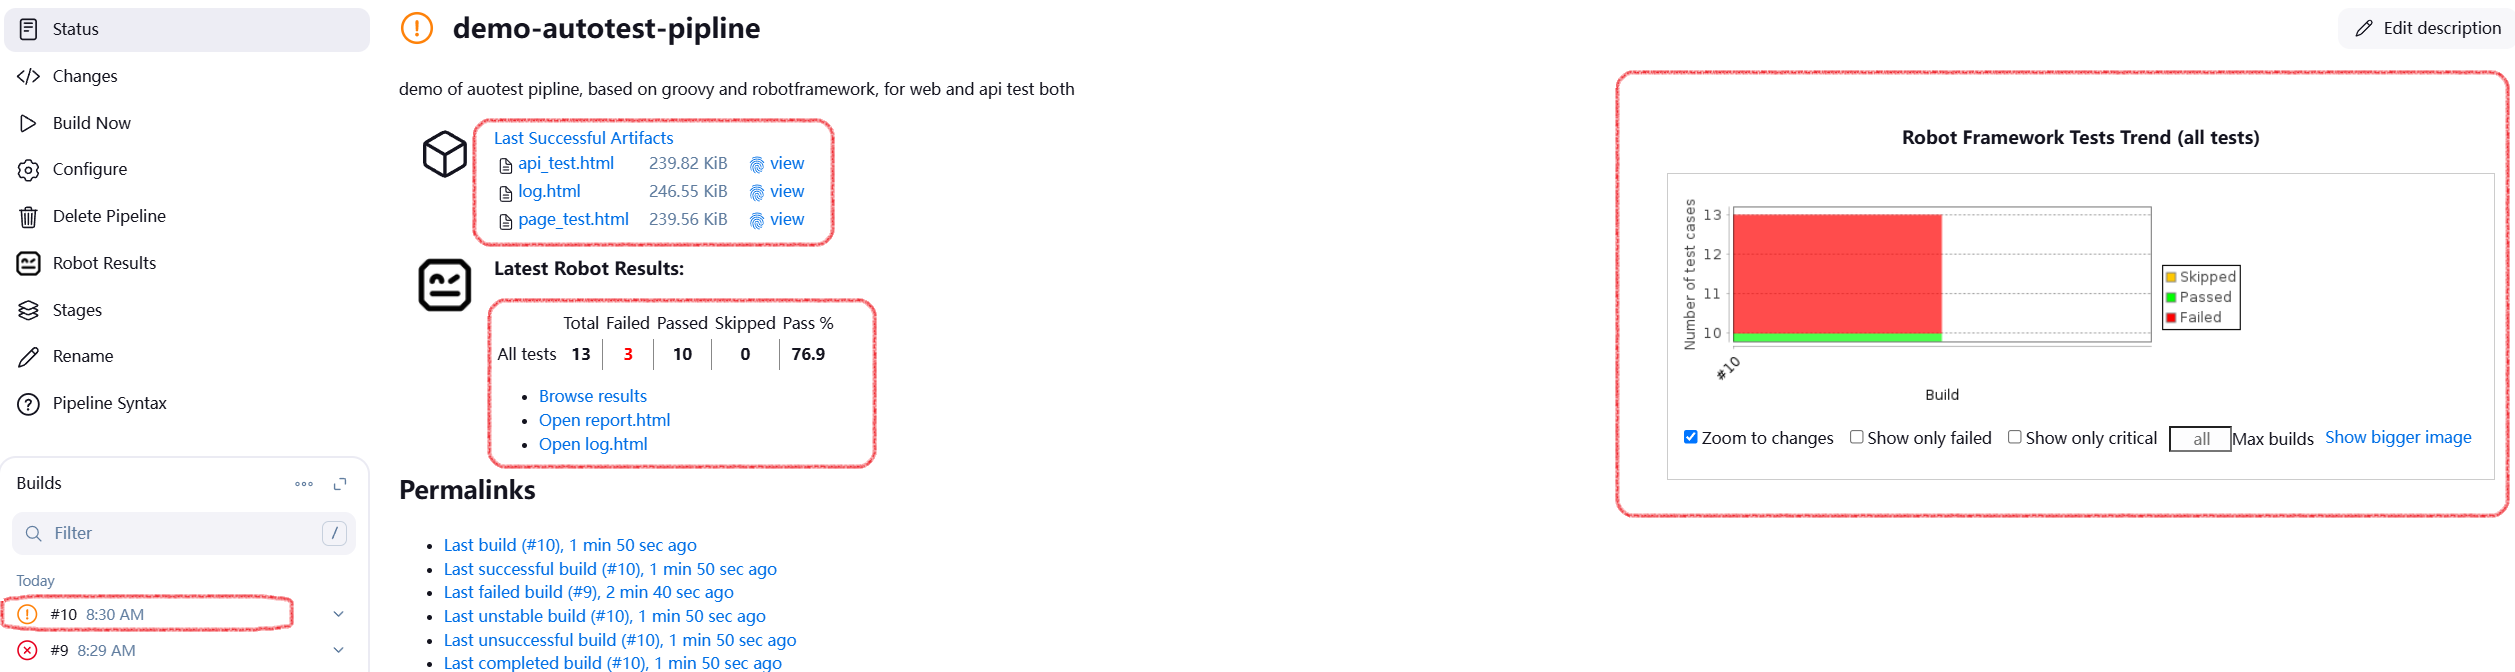 Status
Changes
Build Now
Configure
Delete Pipeline
Robot Results
Stages
Rename
Pipeline Syntax
Builds
Filter /
Today
#10 8:30 AM
#9 8:29 AM
demo-autotest-pipline
Edit description
demo of auotest pipline, based on groovy and robotframework, for web and api test both
Last Successful Artifacts
api_test.html 239.82 KiB view
log.html 246.55 KiB view
page_test.html 239.56 KiB view
Latest Robot Results:
Total Failed Passed Skipped Pass %
All tests 13 3 10 0 76.9
Browse results
Open report.html
Open log.html
Permalinks
Last build (#10), 1 min 50 sec ago
Last successful build (#10), 1 min 50 sec ago
Last failed build (#9), 2 min 40 sec ago
Last unstable build (#10), 1 min 50 sec ago
Last unsuccessful build (#10), 1 min 50 sec ago
Last completed build (#10), 1 min 50 sec ago
Robot Framework Tests Trend (all tests)
Number of test cases
13
12
11
10
#10
Build
Skipped
Passed
Failed
Zoom to changes Show only failed Show only critical all Max builds Show bigger image